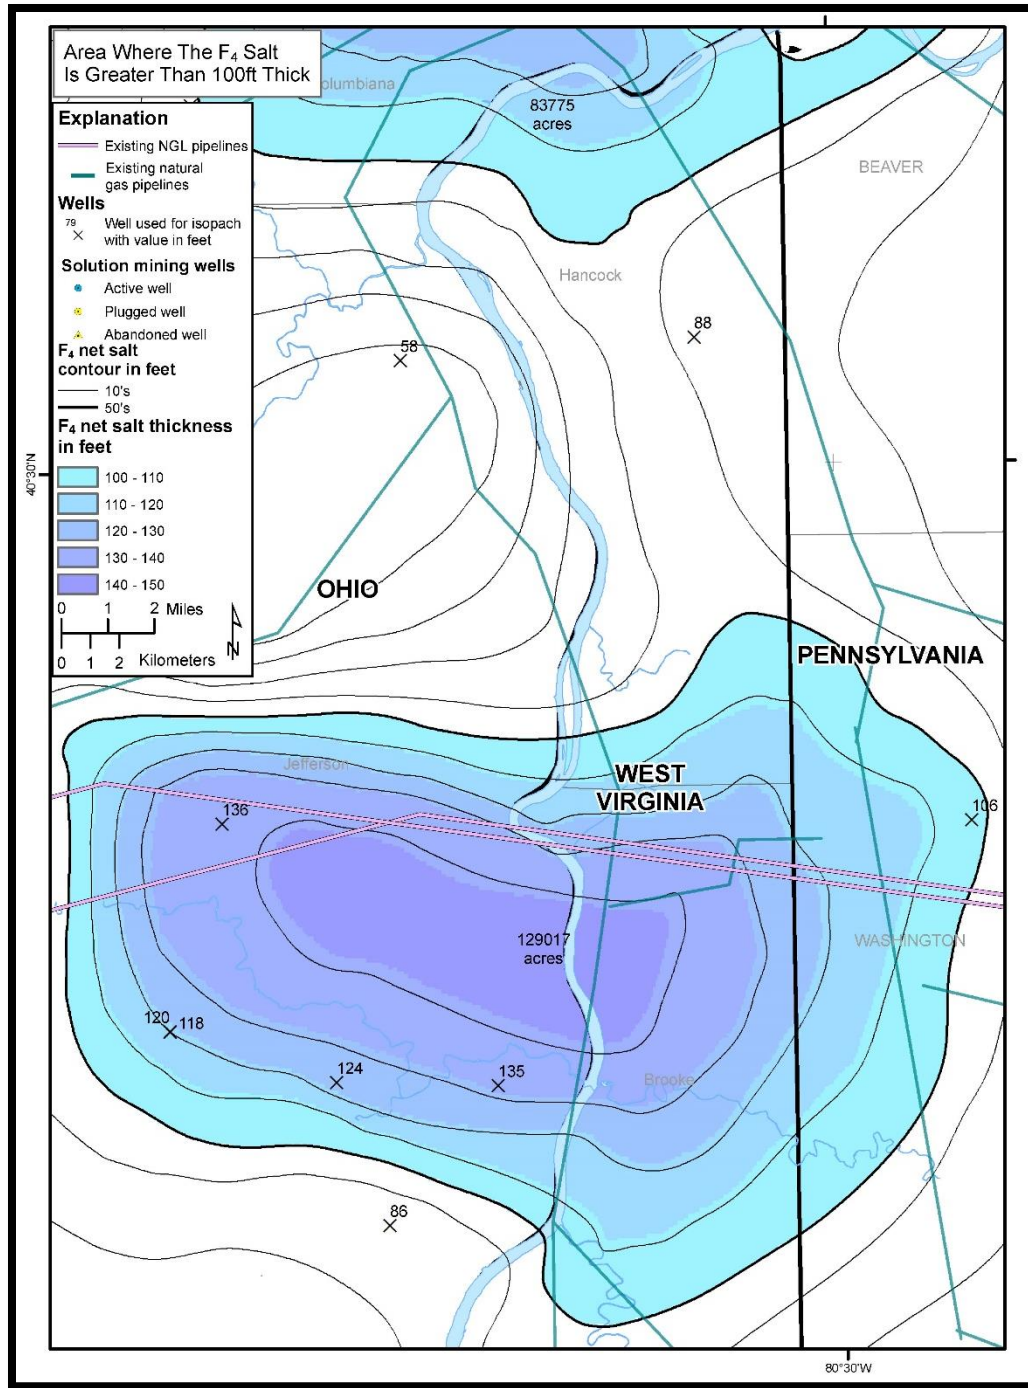 Area Where The F₄ Salt
Is Greater Than 100ft Thick
olumbiana
83775
acres
Explanation
Existing NGL pipelines
Existing natural
gas pipelines
Wells
79
Well used for isopach
with value in feet
Solution mining wells
Active well
Plugged well
Abandoned well
F₄ net salt
contour in feet
10's
50's
F₄ net salt thickness
in feet
100 - 110
110 - 120
120 - 130
130 - 140
140 - 150
0 1 2 Miles
0 1 2 Kilometers
N
BEAVER
Hancock
88
58
40°30'N
OHIO
PENNSYLVANIA
Jefferson
WEST
VIRGINIA
136
106
129017
acres
WASHINGTON
120 118
124
135
Brooke
86
80°30'W